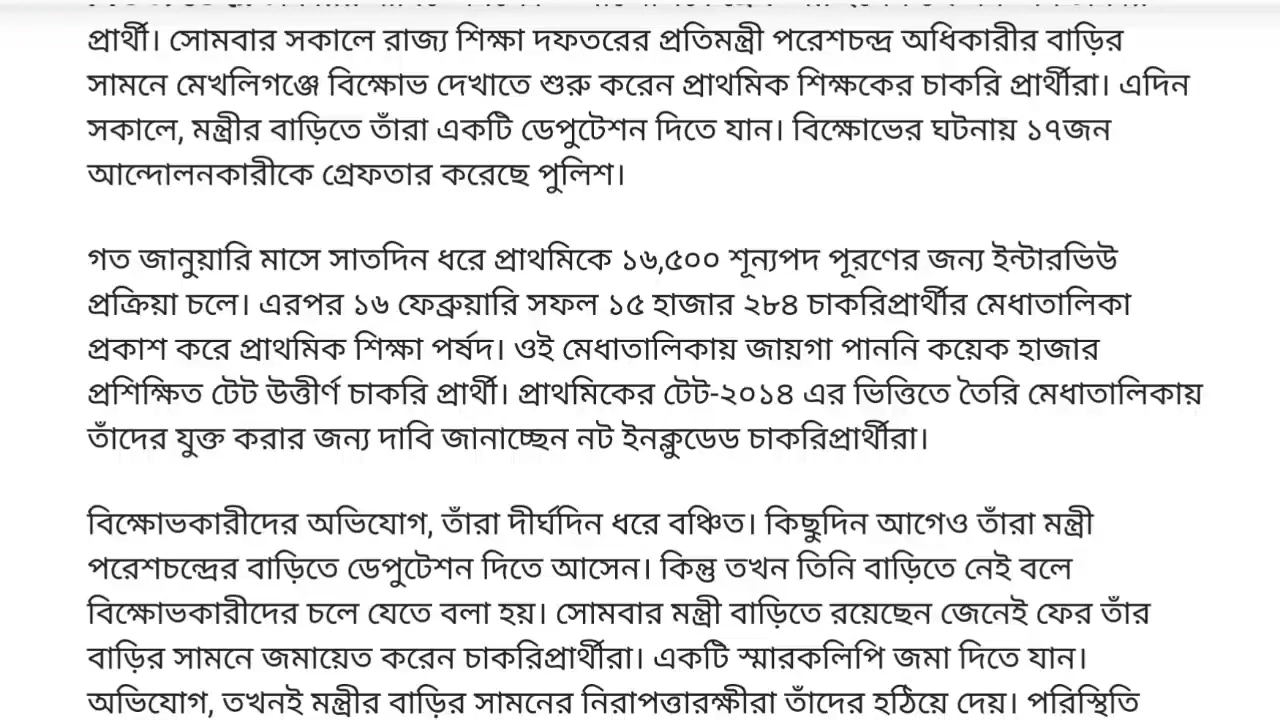 প্রার্থী। সোমবার সকালে রাজ্য শিক্ষা দফতরের প্রতিমন্ত্রী পরেশচন্দ্র অধিকারীর বাড়ির
সামনে মেখলিগঞ্জে বিক্ষোভ দেখাতে শুরু করেন প্রাথমিক শিক্ষকের চাকরি প্রার্থীরা। এদিন
সকালে, মন্ত্রীর বাড়িতে তাঁরা একটি ডেপুটেশন দিতে যান। বিক্ষোভের ঘটনায় ১৭জন
আন্দোলনকারীকে গ্রেফতার করেছে পুলিশ।
গত জানুয়ারি মাসে সাতদিন ধরে প্রাথমিকে ১৬,৫০০ শূন্যপদ পূরণের জন্য ইন্টারভিউ
প্রক্রিয়া চলে। এরপর ১৬ ফেব্রুয়ারি সফল ১৫ হাজার ২৮৪ চাকরিপ্রার্থীর মেধাতালিকা
প্রকাশ করে প্রাথমিক শিক্ষা পর্ষদ। ওই মেধাতালিকায় জায়গা পাননি কয়েক হাজার
প্রশিক্ষিত টেট উত্তীর্ণ চাকরি প্রার্থী। প্রাথমিকের টেট-২০১৪ এর ভিত্তিতে তৈরি মেধাতালিকায়
তাঁদের যুক্ত করার জন্য দাবি জানাচ্ছেন নট ইনক্লুডেড চাকরিপ্রার্থীরা।
বিক্ষোভকারীদের অভিযোগ, তাঁরা দীর্ঘদিন ধরে বঞ্চিত। কিছুদিন আগেও তাঁরা মন্ত্রী
পরেশচন্দ্রের বাড়িতে ডেপুটেশন দিতে আসেন। কিন্তু তখন তিনি বাড়িতে নেই বলে
বিক্ষোভকারীদের চলে যেতে বলা হয়। সোমবার মন্ত্রী বাড়িতে রয়েছেন জেনেই ফের তাঁর
বাড়ির সামনে জমায়েত করেন চাকরিপ্রার্থীরা। একটি স্মারকলিপি জমা দিতে যান।
অভিযোগ, তখনই মন্ত্রীর বাড়ির সামনের নিরাপত্তারক্ষীরা তাঁদের হঠিয়ে দেয়। পরিস্থিতি